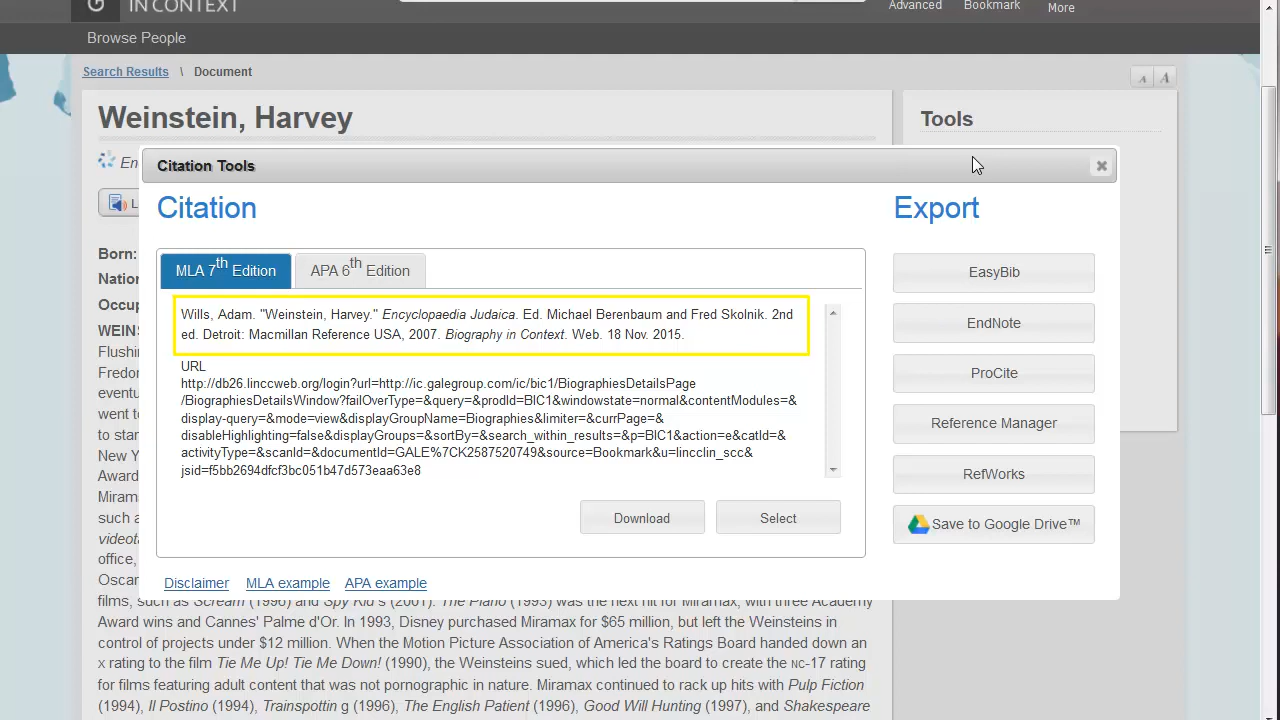 G IN CONTEXT
Advanced Bookmark More
Browse People
Search Results \ Document
A A
Weinstein, Harvey
Tools
En
Citation Tools
L
Citation
Export
Born:
MLA 7th Edition
APA 6th Edition
EasyBib
Nation
Occup
Wills, Adam. "Weinstein, Harvey." Encyclopaedia Judaica. Ed. Michael Berenbaum and Fred Skolnik. 2nd
ed. Detroit: Macmillan Reference USA, 2007. Biography in Context. Web. 18 Nov. 2015.
EndNote
WEINS
Flushin
URL
Fredon
http://db26.linccweb.org/login?url=http://ic.galegroup.com/ic/bic1/BiographiesDetailsPage
ProCite
eventu
/BiographiesDetailsWindow?failOverType=&query=&prodId=BIC1&windowstate=normal&contentModules=&
went to
display-query=&mode=view&displayGroupName=Biographies&limiter=&currPage=&
Reference Manager
to star
disableHighlighting=false&displayGroups=&sortBy=&search_within_results=&p=BIC1&action=e&catId=&
New Y
activityType=&scanId=&documentId=GALE%7CK2587520749&source=Bookmark&u=lincclin_scc&
Award
jsid=f5bb2694dfcf3bc051b47d573eaa63e8
RefWorks
Miram
such a
Download
Select
Save to Google Drive™
videota
office,
Oscar
Disclaimer
MLA example
APA example
films, such as Scream (1996) and Spy Kid's (2001). The Piano (1993) was the next hit for Miramax, with three Academy
Award wins and Cannes' Palme d'Or. In 1993, Disney purchased Miramax for $65 million, but left the Weinsteins in
control of projects under $12 million. When the Motion Picture Association of America's Ratings Board handed down an
x rating to the film Tie Me Up! Tie Me Down! (1990), the Weinsteins sued, which led the board to create the NC-17 rating
for films featuring adult content that was not pornographic in nature. Miramax continued to rack up hits with Pulp Fiction
(1994), Il Postino (1994), Trainspottin g (1996), The English Patient (1996), Good Will Hunting (1997), and Shakespeare